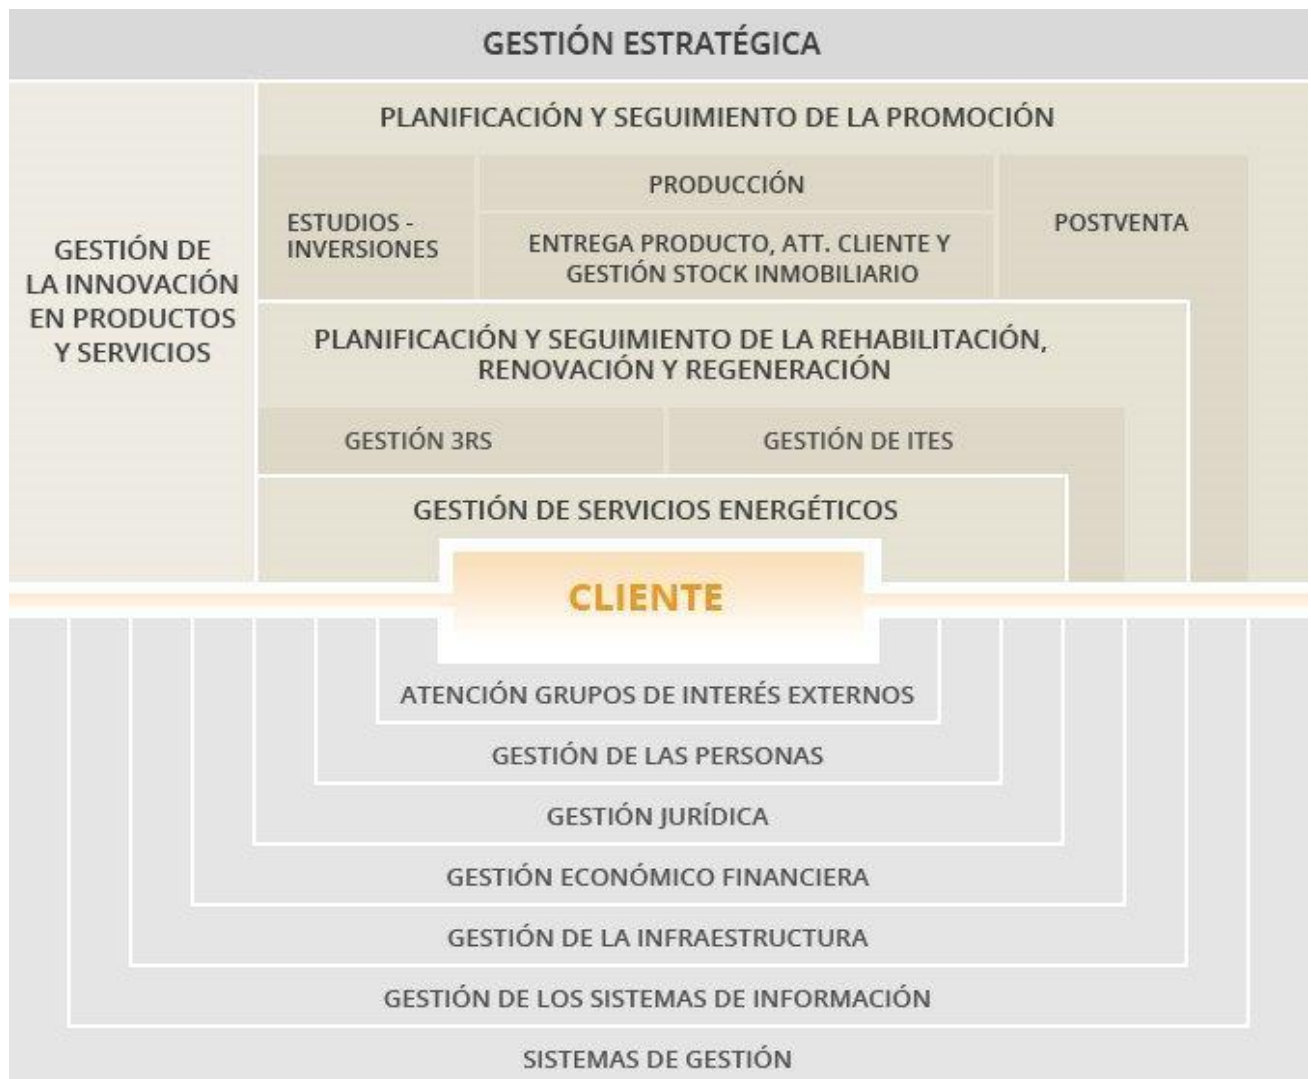 GESTIÓN ESTRATÉGICA
PLANIFICACIÓN Y SEGUIMIENTO DE LA PROMOCIÓN
GESTIÓN DE
LA INNOVACIÓN
EN PRODUCTOS
Y SERVICIOS
ESTUDIOS -
INVERSIONES
PRODUCCIÓN
ENTREGA PRODUCTO, ATT. CLIENTE Y
GESTIÓN STOCK INMOBILIARIO
POSTVENTA
PLANIFICACIÓN Y SEGUIMIENTO DE LA REHABILITACIÓN,
RENOVACIÓN Y REGENERACIÓN
GESTIÓN 3RS
GESTIÓN DE ITES
GESTIÓN DE SERVICIOS ENERGÉTICOS
CLIENTE
ATENCIÓN GRUPOS DE INTERÉS EXTERNOS
GESTIÓN DE LAS PERSONAS
GESTIÓN JURÍDICA
GESTIÓN ECONÓMICO FINANCIERA
GESTIÓN DE LA INFRAESTRUCTURA
GESTIÓN DE LOS SISTEMAS DE INFORMACIÓN
SISTEMAS DE GESTIÓN